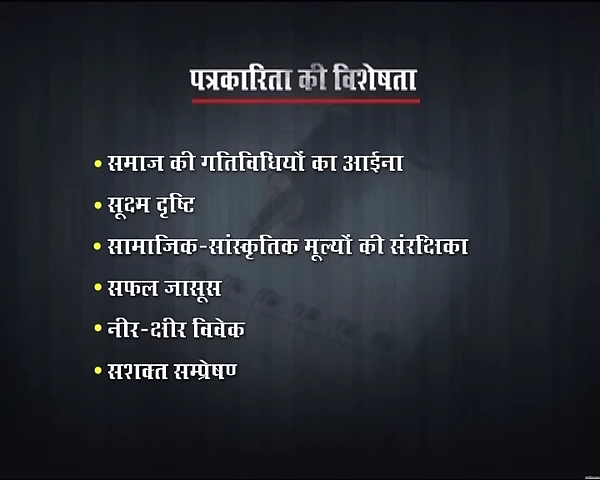 पत्रकारिता की विशेषता
• समाज की गतिविधियों का आईना
• सूक्ष्म दृष्टि
• सामाजिक-सांस्कृतिक मूल्यों की संरक्षिका
• सफल जासूस
• नीर-क्षीर विवेक
• सशक्त सम्प्रेषण